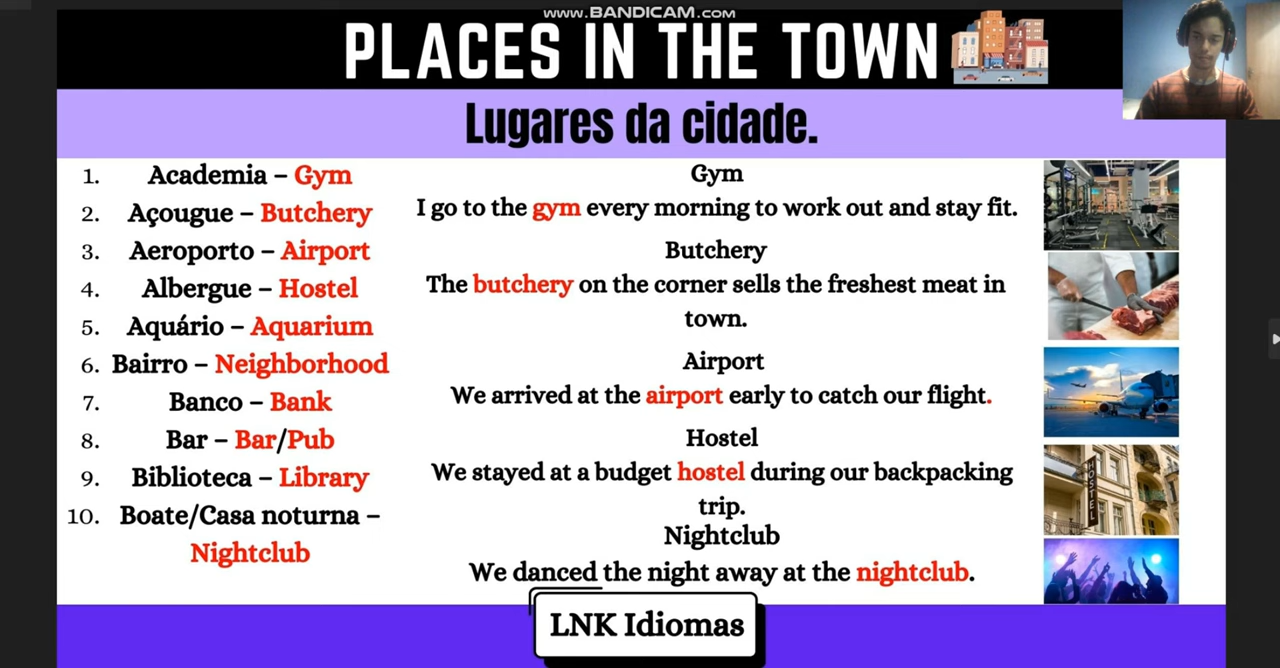 www.BANDICAM.com
PLACES IN THE TOWN
Lugares da cidade.
1. Academia – Gym
2. Açougue – Butchery
3. Aeroporto – Airport
4. Albergue – Hostel
5. Aquário – Aquarium
6. Bairro – Neighborhood
7. Banco – Bank
8. Bar – Bar/Pub
9. Biblioteca – Library
10. Boate/Casa noturna –
Nightclub
Gym
I go to the gym every morning to work out and stay fit.
Butchery
The butchery on the corner sells the freshest meat in
town.
Airport
We arrived at the airport early to catch our flight.
Hostel
We stayed at a budget hostel during our backpacking
trip.
Nightclub
We danced the night away at the nightclub.
HOSTEL
LNK Idiomas